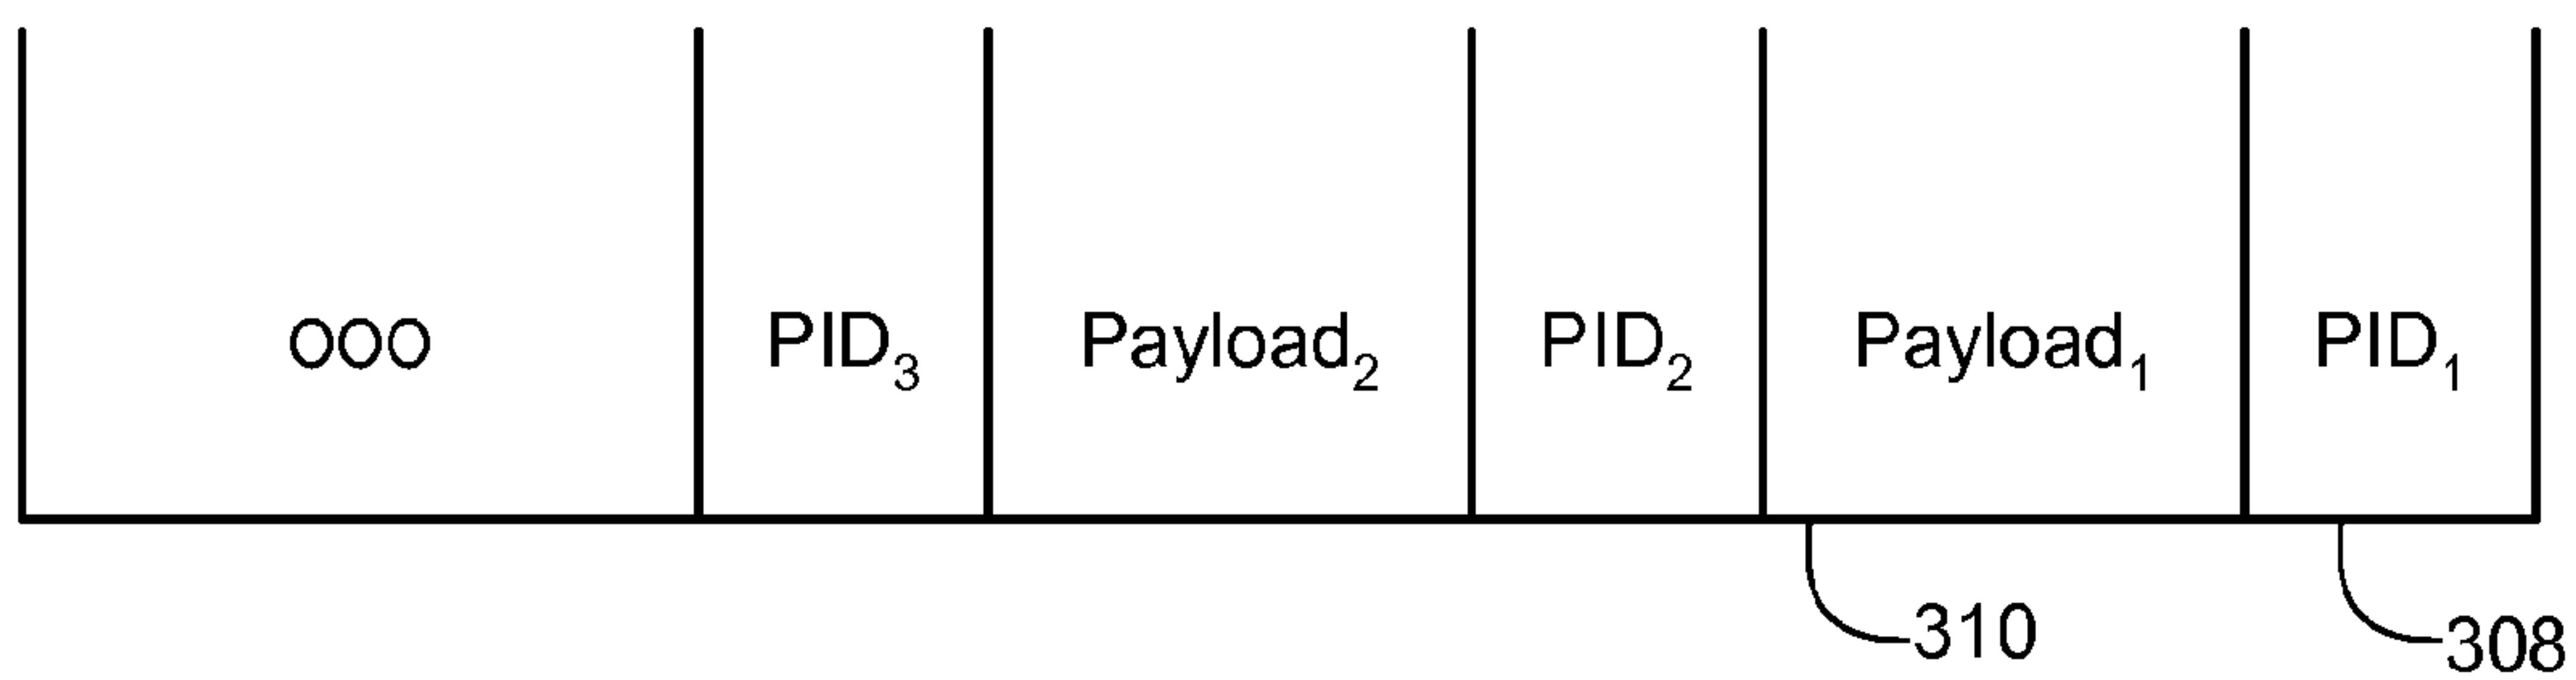 OOO PID₃ Payload₂ PID₂ Payload₁ PID₁
310 308